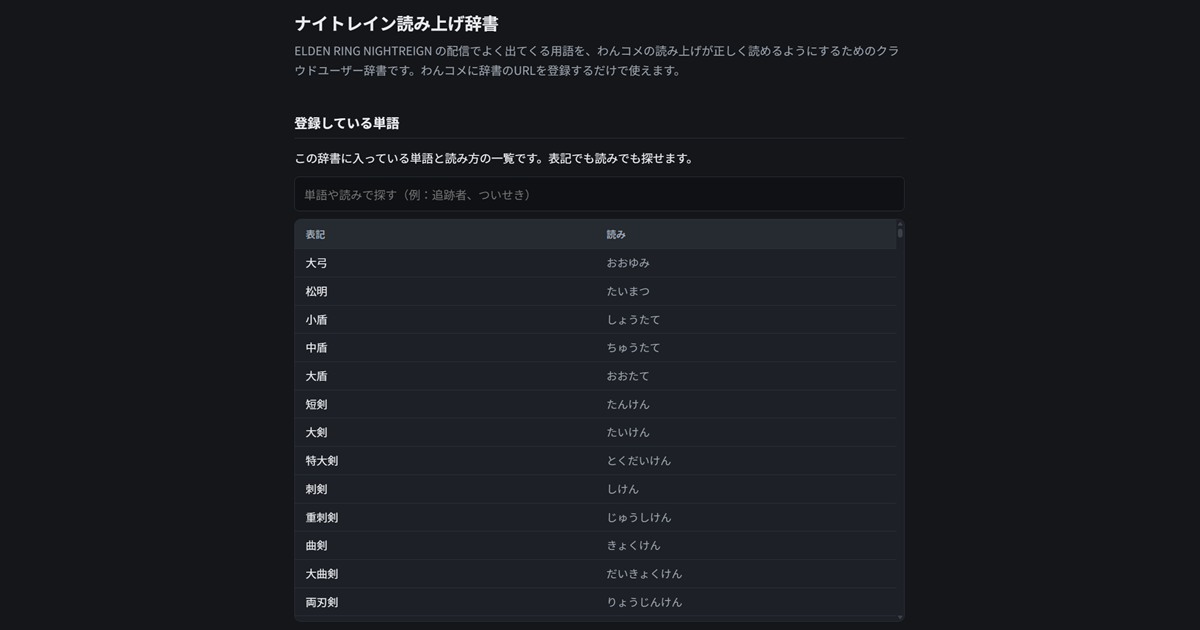 ナイトレイン読み上げ辞書
ELDEN RING NIGHTREIGN の配信でよく出てくる用語を、わんコメの読み上げが正しく読めるようにするためのクラ
ウドユーザー辞書です。わんコメに辞書のURLを登録するだけで使えます。
登録している単語
この辞書に入っている単語と読み方の一覧です。表記でも読みでも探せます。
単語や読みで探す（例：追跡者、ついせき）
表記 読み
大弓 おおゆみ
松明 たいまつ
小盾 しょうたて
中盾 ちゅうたて
大盾 おおたて
短剣 たんけん
大剣 たいけん
特大剣 とくだいけん
刺剣 しけん
重刺剣 じゅうしけん
曲剣 きょくけん
大曲剣 だいきょくけん
両刃剣 りょうじんけん